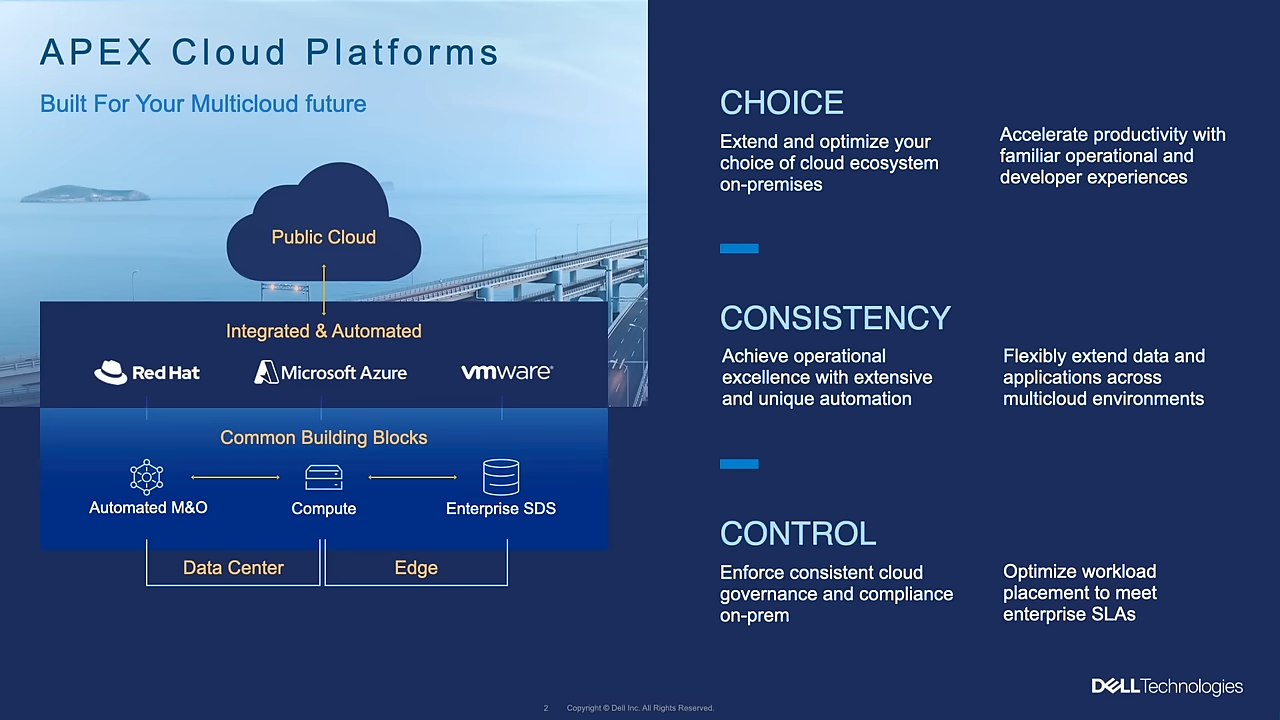 APEX Cloud Platforms
Built For Your Multicloud future
Public Cloud
Integrated & Automated
Red Hat
Microsoft Azure
vmware®
Common Building Blocks
Automated M&O
Compute
Enterprise SDS
Data Center
Edge
CHOICE
Extend and optimize your
choice of cloud ecosystem
on-premises
Accelerate productivity with
familiar operational and
developer experiences
CONSISTENCY
Achieve operational
excellence with extensive
and unique automation
Flexibly extend data and
applications across
multicloud environments
CONTROL
Enforce consistent cloud
governance and compliance
on-prem
Optimize workload
placement to meet
enterprise SLAs
DELL Technologies
2 Copyright © Dell Inc. All Rights Reserved.